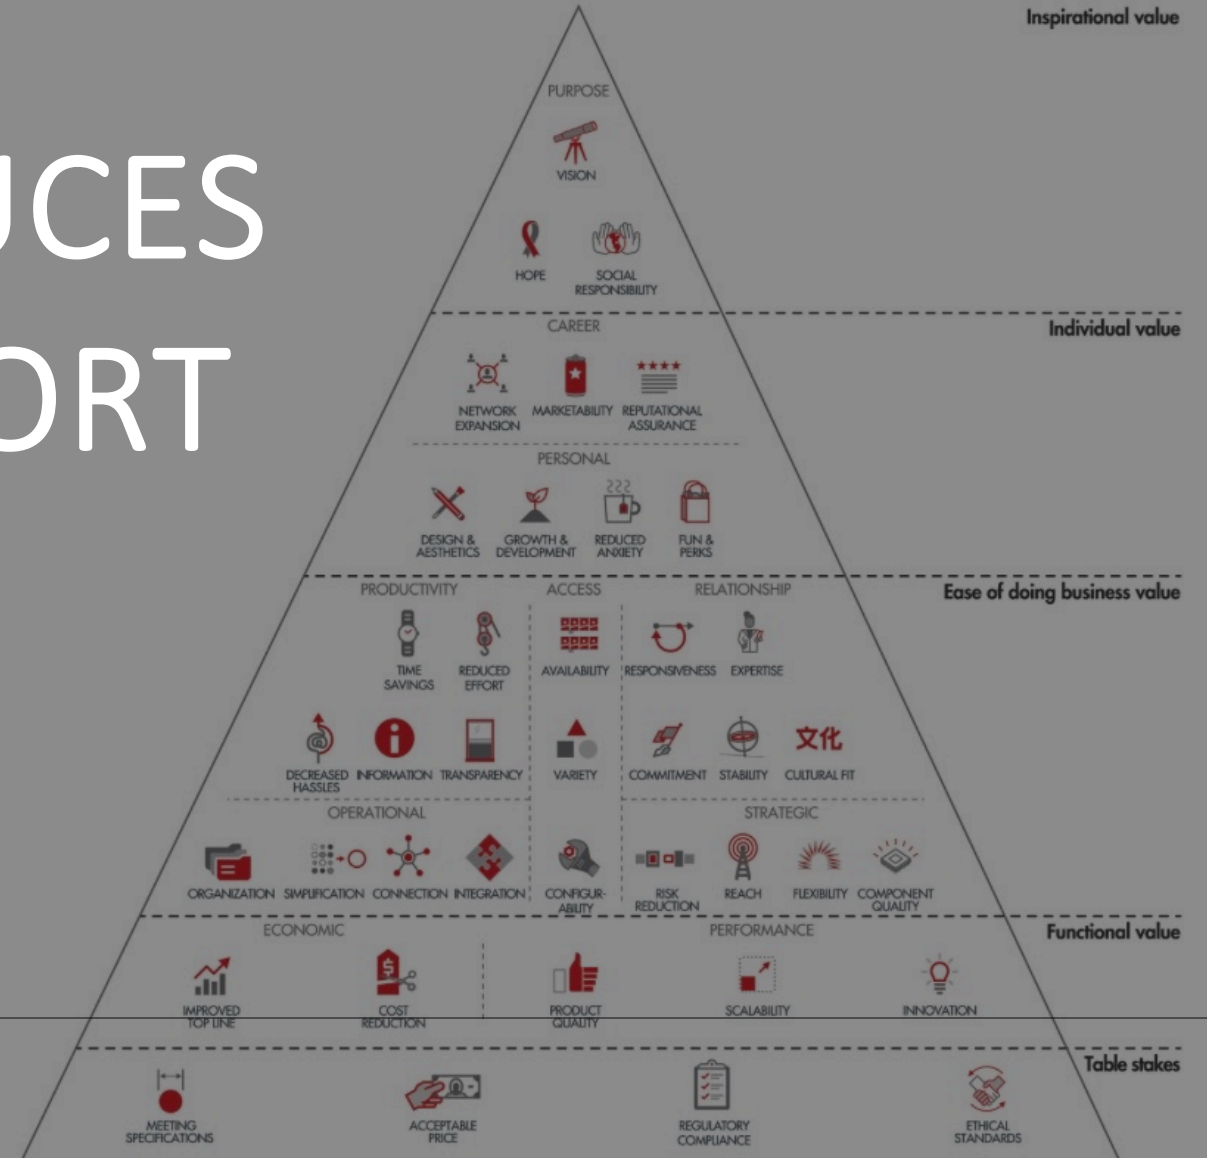 UCES
ORT
Inspirational value
PURPOSE
VISION
HOPE
SOCIAL
RESPONSIBILITY
Individual value
CAREER
NETWORK
EXPANSION
MARKETABILITY
REPUTATIONAL
ASSURANCE
PERSONAL
DESIGN &
AESTHETICS
GROWTH &
DEVELOPMENT
REDUCED
ANXIETY
FUN &
PERKS
Ease of doing business value
PRODUCTIVITY
ACCESS
RELATIONSHIP
TIME
SAVINGS
REDUCED
EFFORT
AVAILABILITY
RESPONSIVENESS
EXPERTISE
文化
DECREASED
HASSLES
INFORMATION
TRANSPARENCY
VARIETY
COMMITMENT
STABILITY
CULTURAL FIT
OPERATIONAL
STRATEGIC
ORGANIZATION
SIMPLIFICATION
CONNECTION
INTEGRATION
CONFIGUR-
ABILITY
RISK
REDUCTION
REACH
FLEXIBILITY
COMPONENT
QUALITY
Functional value
ECONOMIC
PERFORMANCE
$
IMPROVED
TOP LINE
COST
REDUCTION
PRODUCT
QUALITY
SCALABILITY
INNOVATION
Table stakes
MEETING
SPECIFICATIONS
ACCEPTABLE
PRICE
REGULATORY
COMPLIANCE
ETHICAL
STANDARDS